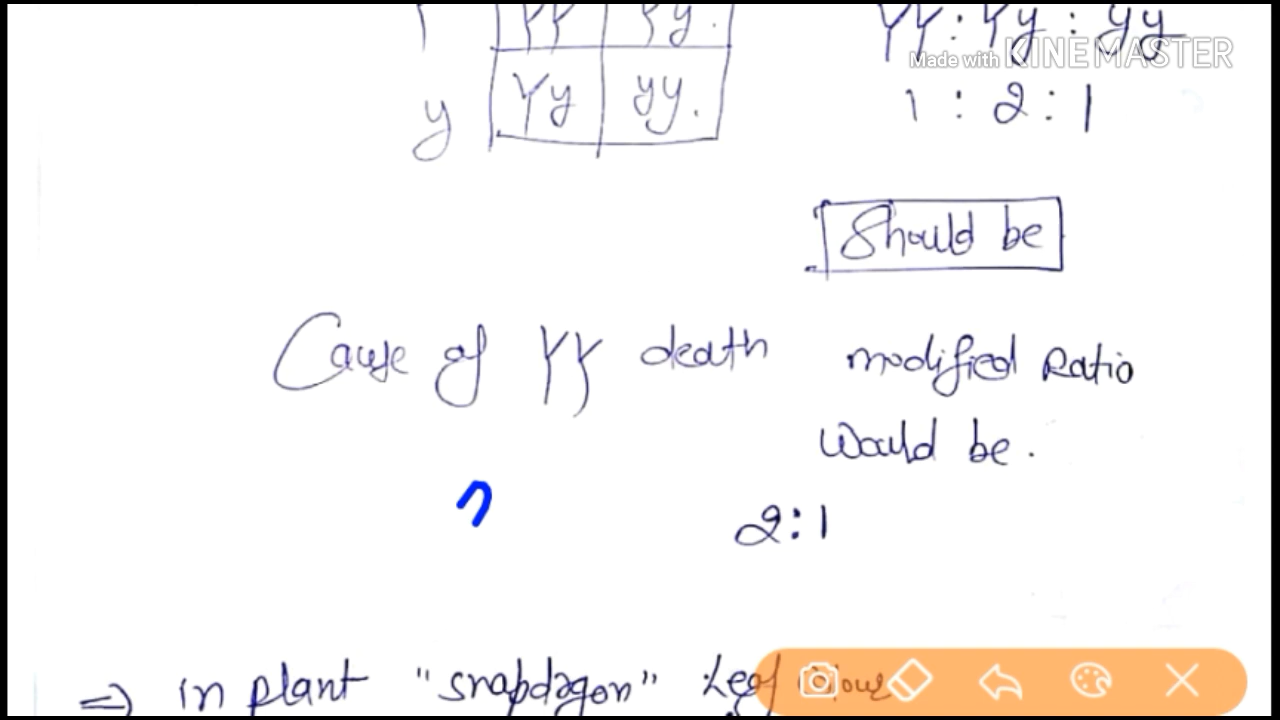 YY Yy. YY : Yy : yy
Made with KINEMASTER
y Yy yy. 1 : 2 : 1
Should be
Cause of YY death modified Ratio
would be.
2:1
⇒ in plant "snapdragon" Leaf